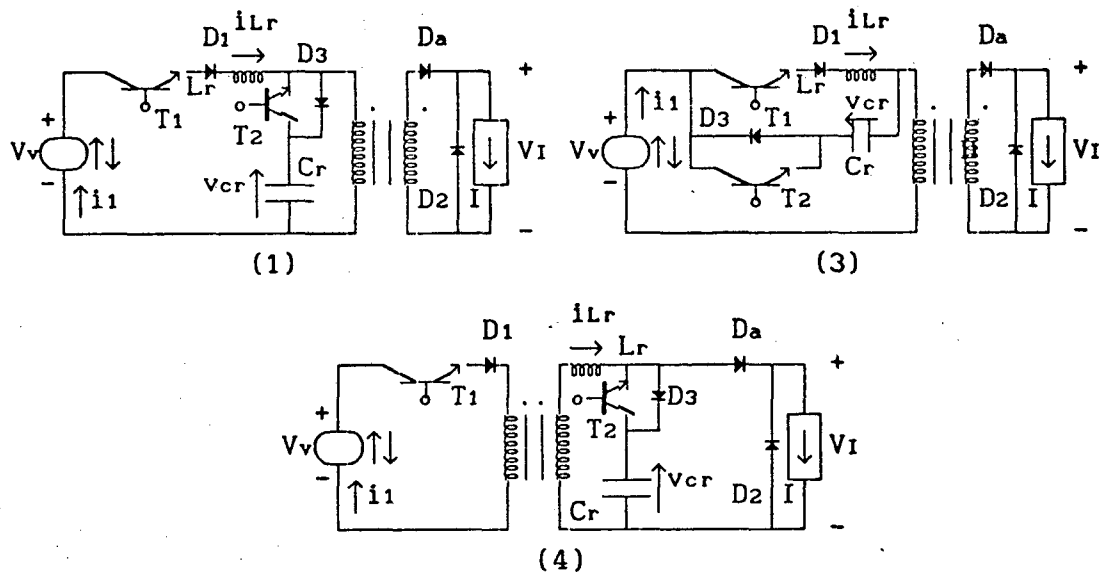 iLr
D1
D3
Da
Lr
T1
T2
+
Vv
-
i1
vcr
Cr
D2
I
+
VI
-
(1)
iLr
D1
Da
Lr
i1
T1
vcr
D3
Cr
T2
+
Vv
-
D2
I
+
VI
-
(3)
iLr
D1
Lr
Da
T1
T2
D3
+
Vv
-
i1
Cr
vcr
D2
I
+
VI
-
(4)